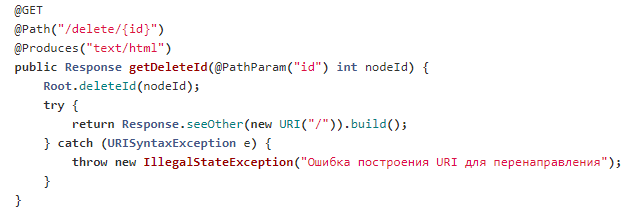 @GET
@Path("/delete/{id}")
@Produces("text/html")
public Response getDeleteId(@PathParam("id") int nodeId) {
    Root.deleteId(nodeId);
    try {
        return Response.seeOther(new URI("/")).build();
    } catch (URISyntaxException e) {
        throw new IllegalStateException("Ошибка построения URI для перенаправления");
    }
}